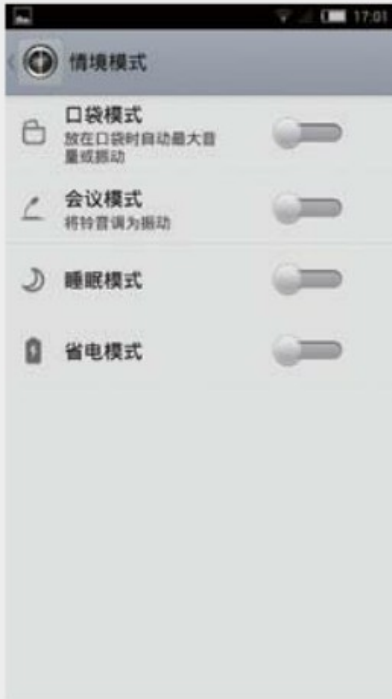 17:01
情境模式
口袋模式
放在口袋时自动最大音
量或振动
会议模式
将铃音调为振动
睡眠模式
省电模式